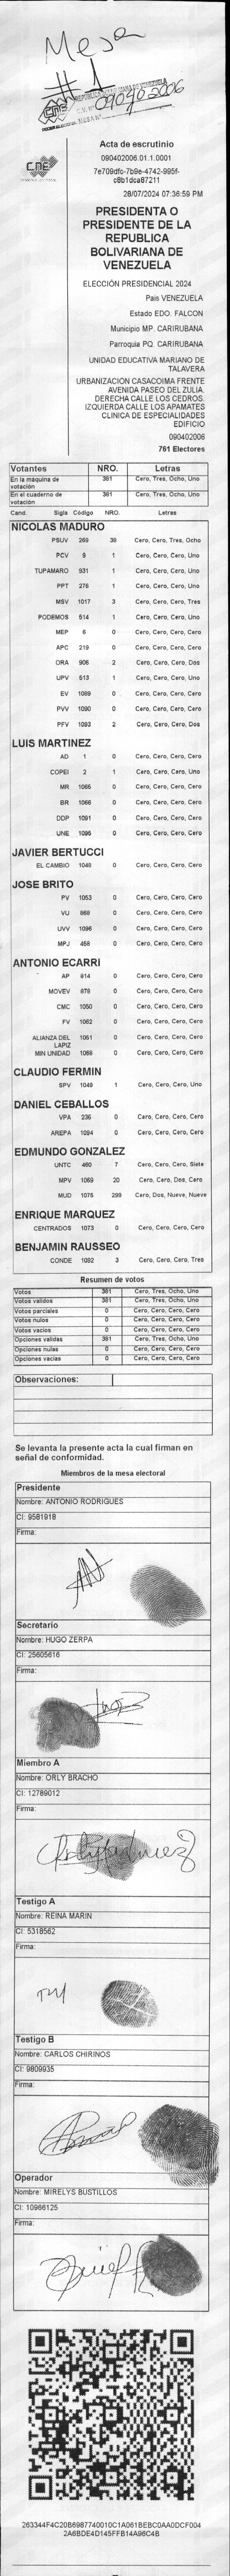 Mesa
#1
REPÚBLICA BOLIVARIANA DE VENEZUELA
CNE
C.V. N° 090402006
MESA N°
CNE
Acta de escrutinio
090402006.01.1.0001
7e709dfc-7b9e-4742-995f-
c8b1dca87211
28/07/2024 07:36:59 PM
PRESIDENTA O
PRESIDENTE DE LA
REPUBLICA
BOLIVARIANA DE
VENEZUELA
ELECCIÓN PRESIDENCIAL 2024
Pais VENEZUELA
Estado EDO. FALCON
Municipio MP. CARIRUBANA
Parroquia PQ. CARIRUBANA
UNIDAD EDUCATIVA MARIANO DE
TALAVERA
URBANIZACION CASACOIMA FRENTE
AVENIDA PASEO DEL ZULIA.
DERECHA CALLE LOS CEDROS.
IZQUIERDA CALLE LOS APAMATES
CLINICA DE ESPECIALIDADES
EDIFICIO
090402006
761 Electores
Votantes NRO. Letras
En la máquina de votación 381 Cero, Tres, Ocho, Uno
En el cuaderno de votación 381 Cero, Tres, Ocho, Uno
Cand. Sigla Código NRO. Letras
NICOLAS MADURO
PSUV 269 38 Cero, Cero, Tres, Ocho
PCV 9 1 Cero, Cero, Cero, Uno
TUPAMARO 931 1 Cero, Cero, Cero, Uno
PPT 276 1 Cero, Cero, Cero, Uno
MSV 1017 3 Cero, Cero, Cero, Tres
PODEMOS 514 1 Cero, Cero, Cero, Uno
MEP 6 0 Cero, Cero, Cero, Cero
APC 219 0 Cero, Cero, Cero, Cero
ORA 906 2 Cero, Cero, Cero, Dos
UPV 513 1 Cero, Cero, Cero, Uno
EV 1089 0 Cero, Cero, Cero, Cero
PVV 1090 0 Cero, Cero, Cero, Cero
PFV 1093 2 Cero, Cero, Cero, Dos
LUIS MARTINEZ
AD 1 0 Cero, Cero, Cero, Cero
COPEI 2 1 Cero, Cero, Cero, Uno
MR 1065 0 Cero, Cero, Cero, Cero
BR 1066 0 Cero, Cero, Cero, Cero
DDP 1091 0 Cero, Cero, Cero, Cero
UNE 1095 0 Cero, Cero, Cero, Cero
JAVIER BERTUCCI
EL CAMBIO 1048 0 Cero, Cero, Cero, Cero
JOSE BRITO
PV 1053 0 Cero, Cero, Cero, Cero
VU 868 0 Cero, Cero, Cero, Cero
UVV 1096 0 Cero, Cero, Cero, Cero
MPJ 458 0 Cero, Cero, Cero, Cero
ANTONIO ECARRI
AP 814 0 Cero, Cero, Cero, Cero
MOVEV 878 0 Cero, Cero, Cero, Cero
CMC 1050 0 Cero, Cero, Cero, Cero
FV 1062 0 Cero, Cero, Cero, Cero
ALIANZA DEL LAPIZ 1061 0 Cero, Cero, Cero, Cero
MIN UNIDAD 1068 0 Cero, Cero, Cero, Cero
CLAUDIO FERMIN
SPV 1049 1 Cero, Cero, Cero, Uno
DANIEL CEBALLOS
VPA 236 0 Cero, Cero, Cero, Cero
AREPA 1094 0 Cero, Cero, Cero, Cero
EDMUNDO GONZALEZ
UNTC 460 7 Cero, Cero, Cero, Siete
MPV 1069 20 Cero, Cero, Dos, Cero
MUD 1075 299 Cero, Dos, Nueve, Nueve
ENRIQUE MARQUEZ
CENTRADOS 1073 0 Cero, Cero, Cero, Cero
BENJAMIN RAUSSEO
CONDE 1092 3 Cero, Cero, Cero, Tres
Resumen de votos
Votos 381 Cero, Tres, Ocho, Uno
Votos validos 381 Cero, Tres, Ocho, Uno
Votos parciales 0 Cero, Cero, Cero, Cero
Votos nulos 0 Cero, Cero, Cero, Cero
Votos vacios 0 Cero, Cero, Cero, Cero
Opciones validas 381 Cero, Tres, Ocho, Uno
Opciones nulas 0 Cero, Cero, Cero, Cero
Opciones vacias 0 Cero, Cero, Cero, Cero
Observaciones:
Se levanta la presente acta la cual firman en
señal de conformidad.
Miembros de la mesa electoral
Presidente
Nombre: ANTONIO RODRIGUES
CI: 9581918
Firma:
Secretario
Nombre: HUGO ZERPA
CI: 25605616
Firma:
Miembro A
Nombre: ORLY BRACHO
CI: 12789012
Firma:
Testigo A
Nombre: REINA MARIN
CI: 5318562
Firma:
Testigo B
Nombre: CARLOS CHIRINOS
CI: 9809935
Firma:
Operador
Nombre: MIRELYS BUSTILLOS
CI: 10966125
Firma:
263344F4C20B6987740010C1A061BEBC0AA0DCF004
2A6BDE4D145FFB14A96C4B